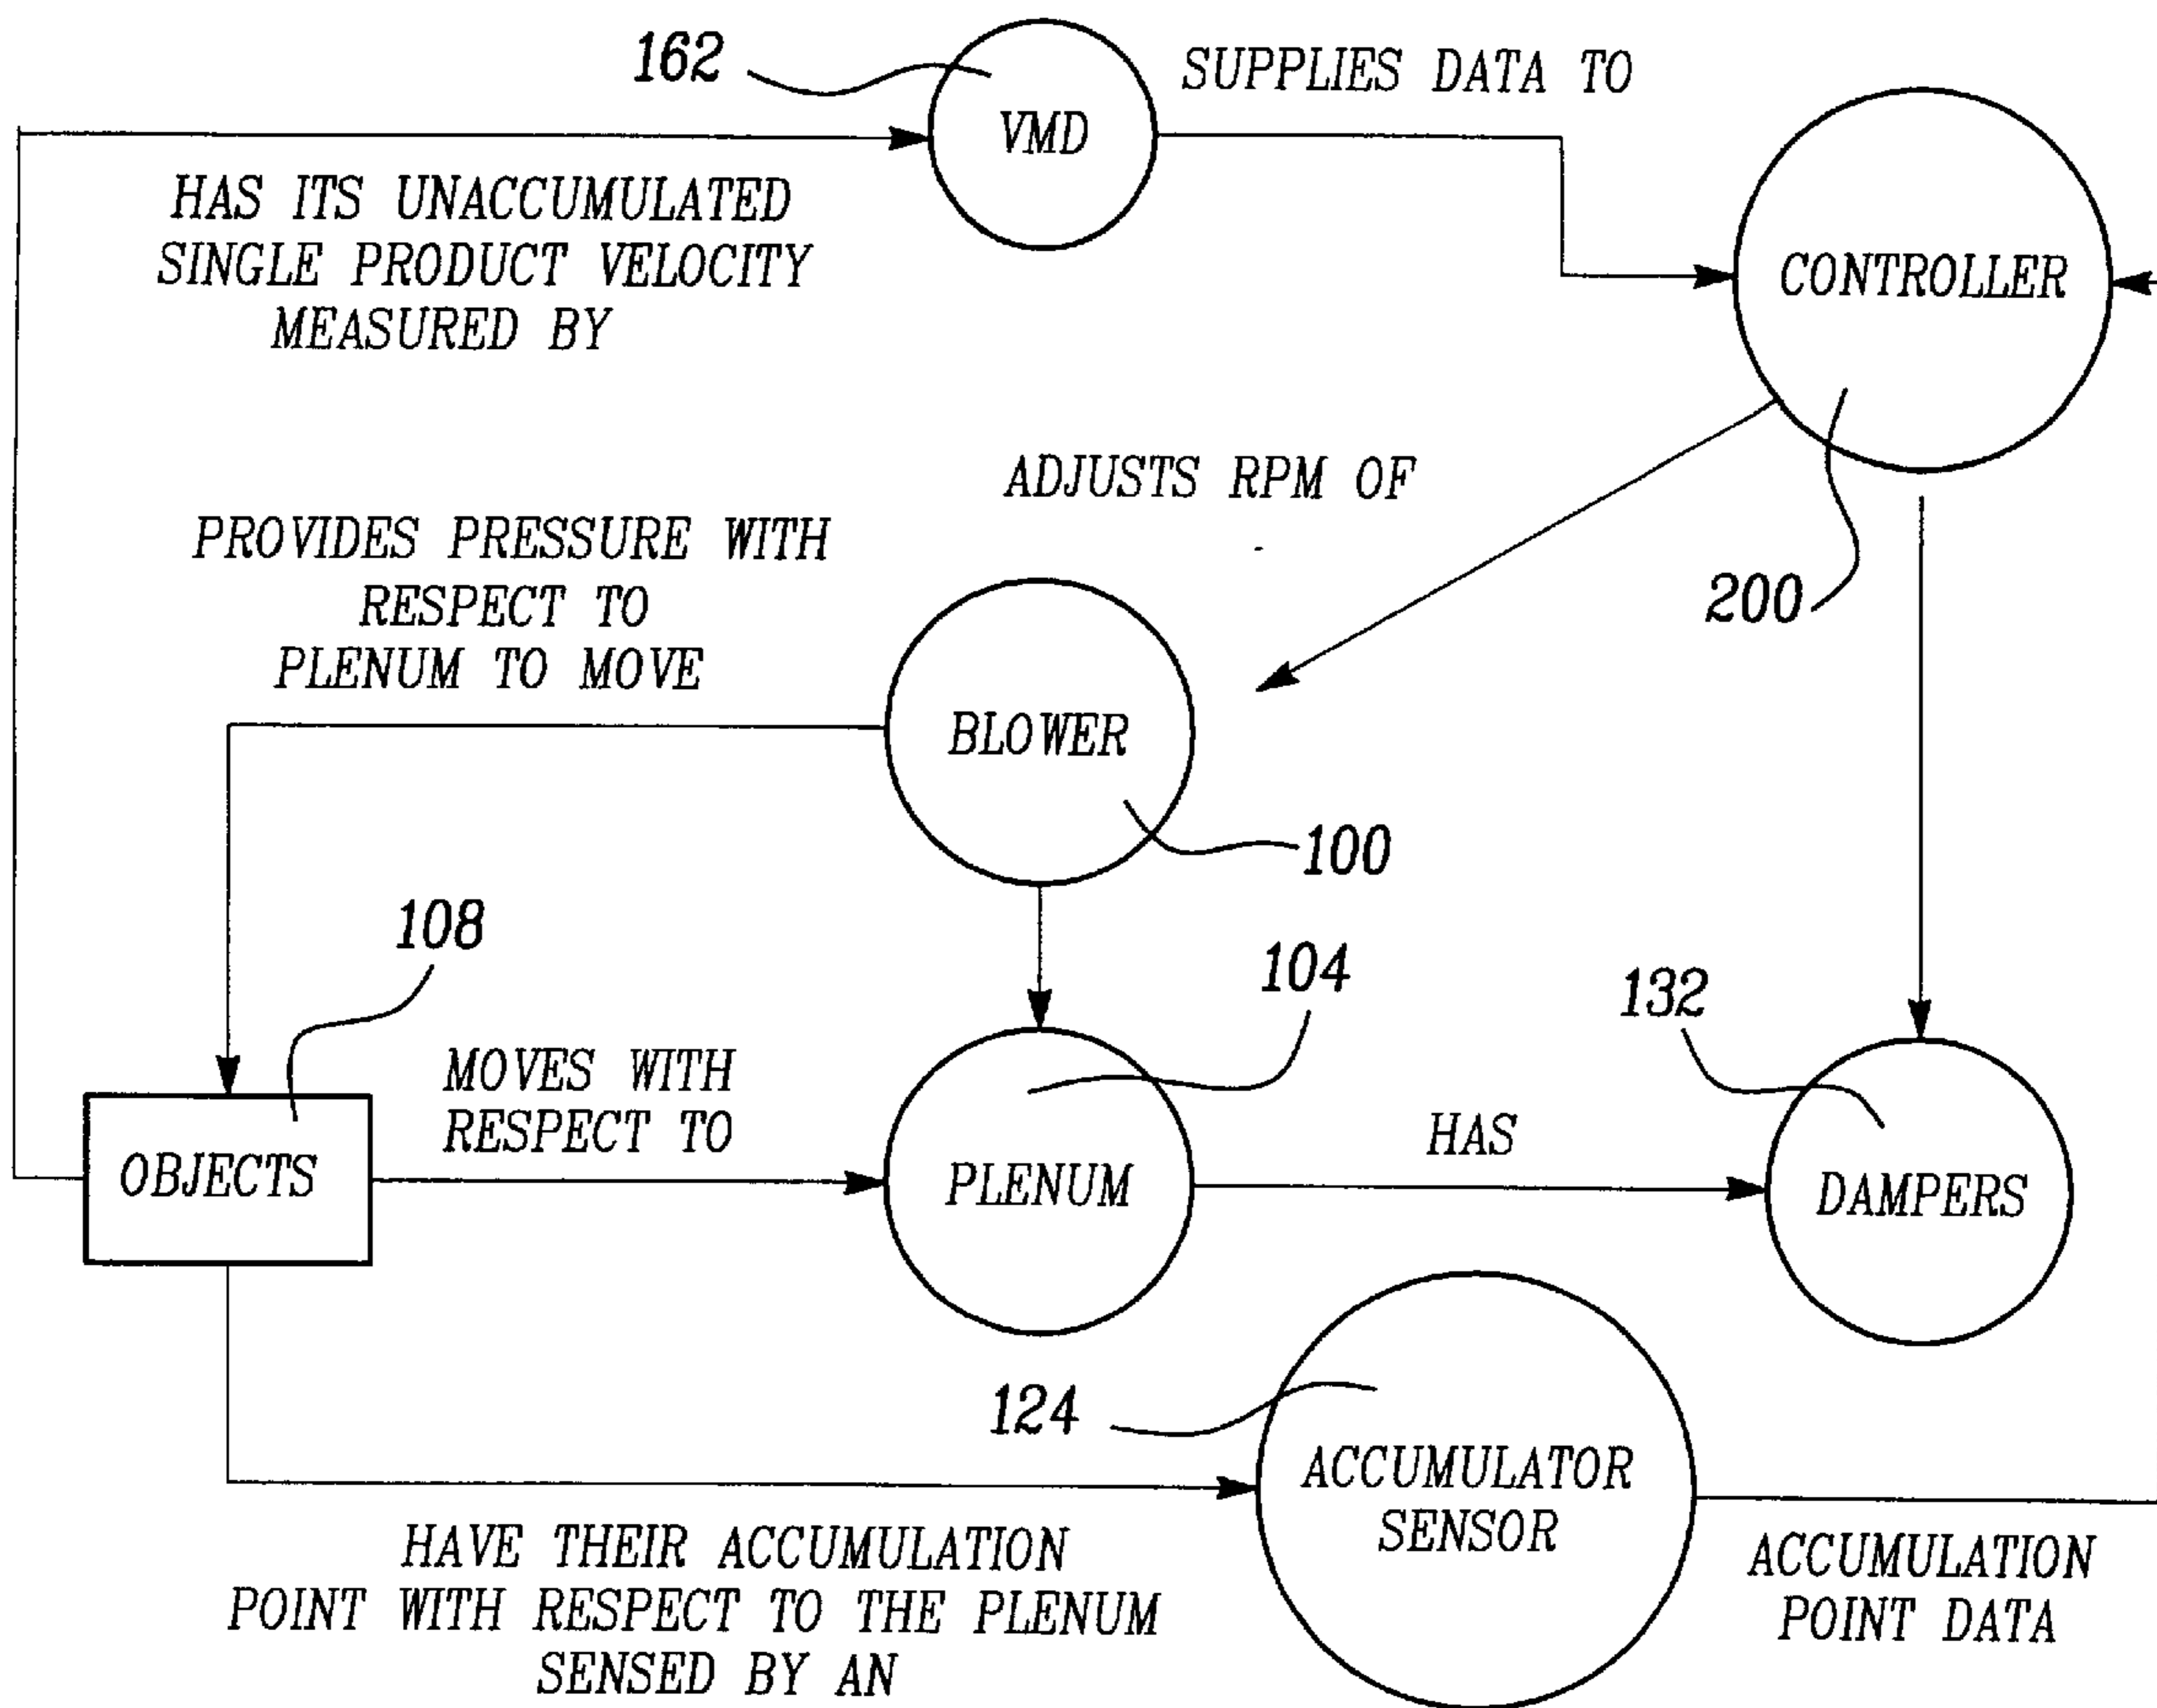 162
SUPPLIES DATA TO
VMD
HAS ITS UNACCUMULATED
SINGLE PRODUCT VELOCITY
MEASURED BY
CONTROLLER
ADJUSTS RPM OF
200
PROVIDES PRESSURE WITH
RESPECT TO
PLENUM TO MOVE
BLOWER
100
108
104
132
MOVES WITH
RESPECT TO
HAS
OBJECTS
PLENUM
DAMPERS
124
ACCUMULATOR
SENSOR
HAVE THEIR ACCUMULATION
POINT WITH RESPECT TO THE PLENUM
SENSED BY AN
ACCUMULATION
POINT DATA